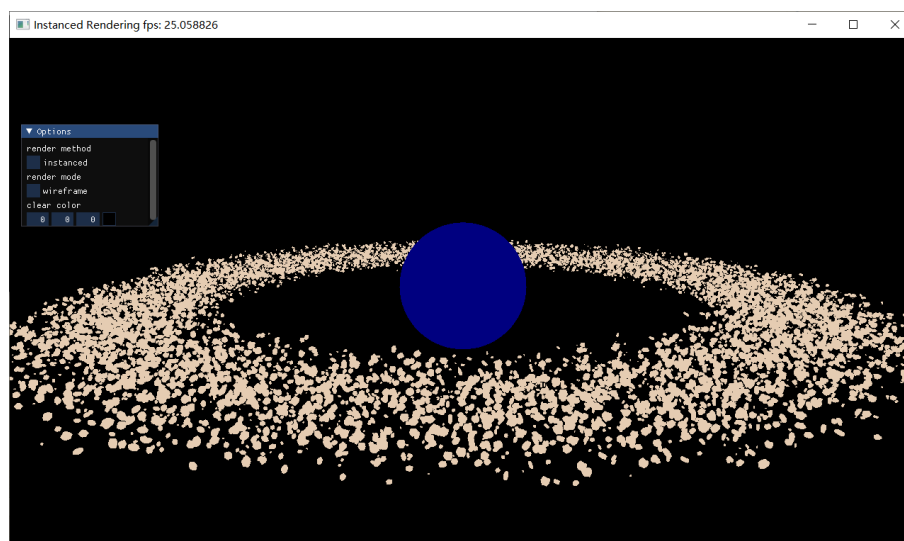 Instanced Rendering fps: 25.058826
Options
render method
instanced
render mode
wireframe
clear color
0 0 0